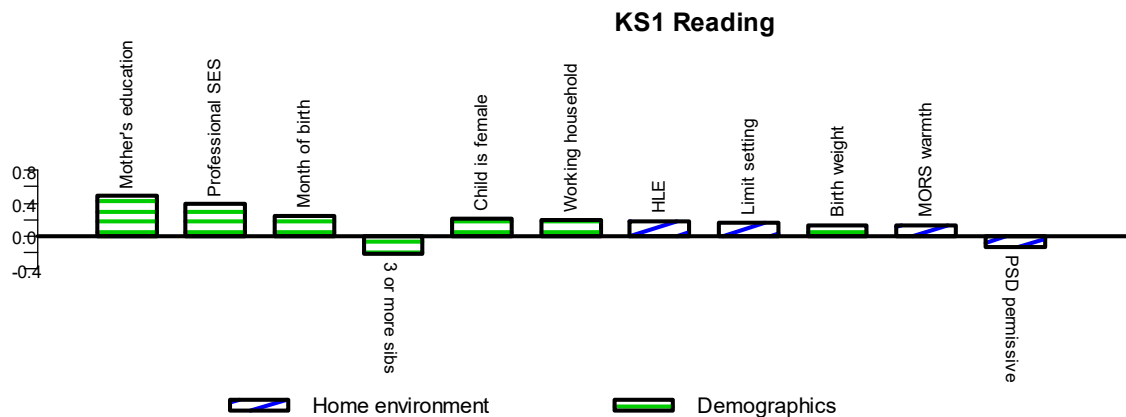 KS1 Reading
0.8
0.4
0.0
-0.4
Mother's education
Professional SES
Month of birth
3 or more sibs
Child is female
Working household
HLE
Limit setting
Birth weight
MORS warmth
PSD permissive
Home environment
Demographics